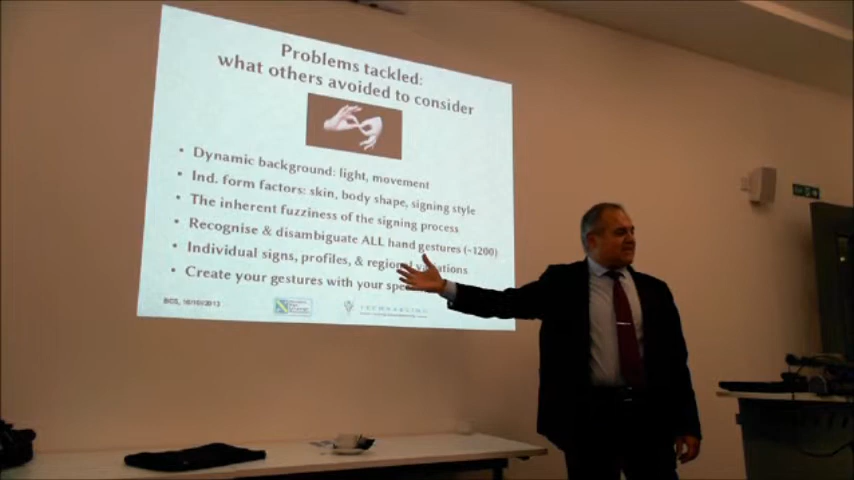 Problems tackled:
what others avoided to consider
• Dynamic background: light, movement
• Ind. form factors: skin, body shape, signing style
• The inherent fuzziness of the signing process
• Recognise & disambiguate ALL hand gestures (~1200)
• Individual signs, profiles, & regional variations
• Create your gestures with your
BCS, 16/10/2013